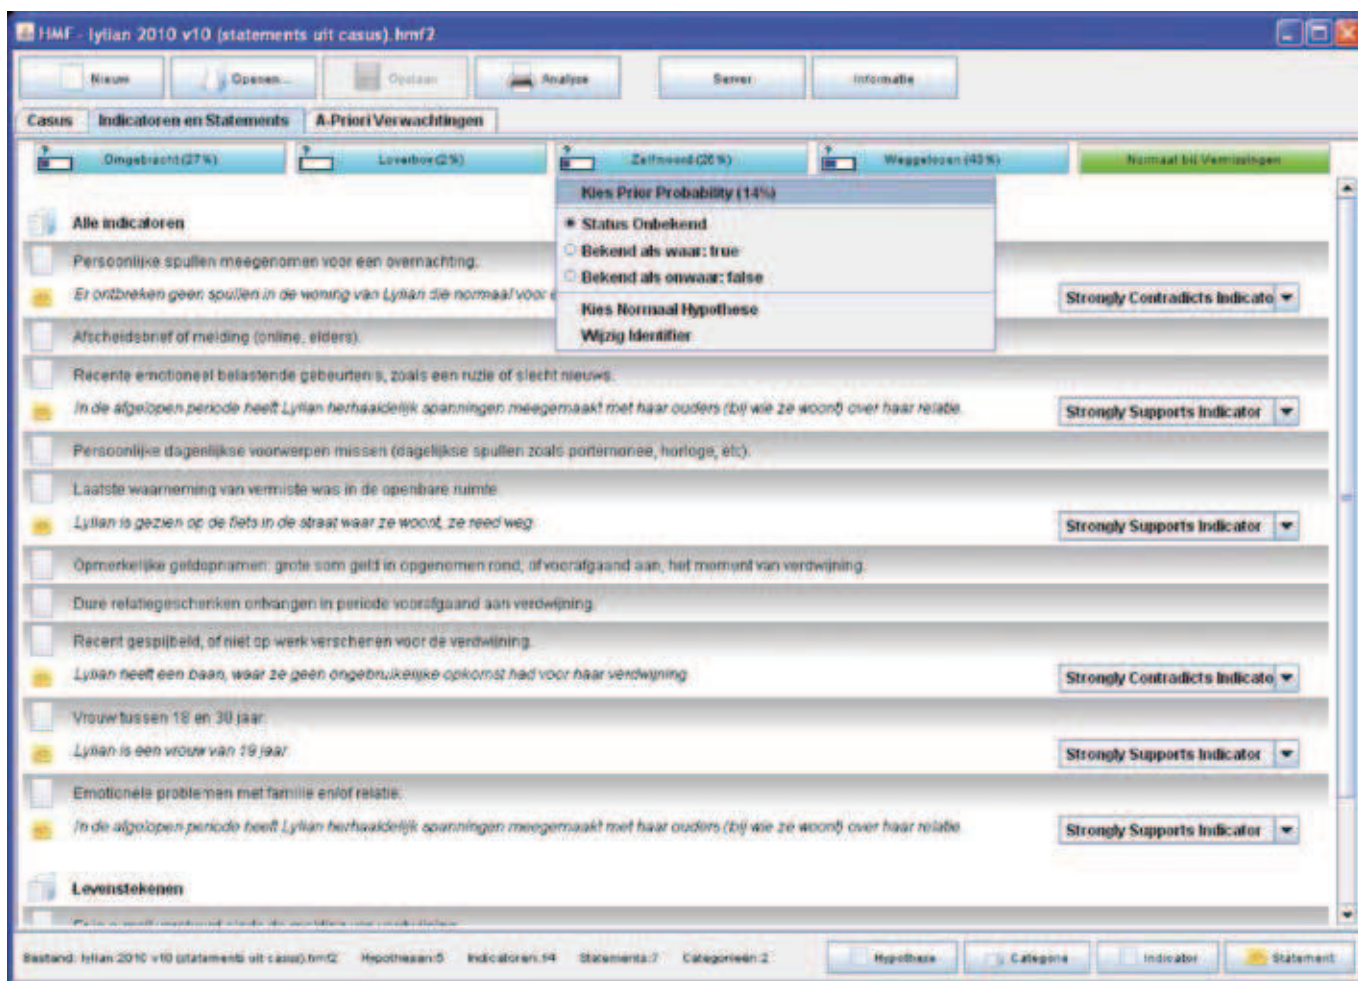 HMF - lylian 2010 v10 (statements uit casus).hmf2
Nieuw Openen... Opslaan Analyse Server Informatie
Casus Indicatoren en Statements A-Priori Verwachtingen
? Omgebracht (27%) ? Loverboy (2%) ? Zelfmoord (26%) ? Weggelopen (43%) Normaal bij Vermissingen
Kies Prior Probability (14%)
Status Onbekend
Bekend als waar: true
Bekend als onwaar: false
Kies Normaal Hypothese
Wijzig Identifier
Alle indicatoren
Persoonlijke spullen meegenomen voor een overnachting.
Er ontbreken geen spullen in de woning van Lylian die normaal voor Strongly Contradicts Indicato
Afscheidsbrief of melding (online, elders).
Recente emotioneel belastende gebeurtenis, zoals een ruzie of slecht nieuws.
In de afgelopen periode heeft Lylian herhaaldelijk spanningen meegemaakt met haar ouders (bij wie ze woont) over haar relatie. Strongly Supports Indicator
Persoonlijke dagenlijkse voorwerpen missen (dagelijkse spullen zoals portemonee, horloge, etc).
Laatste waarneming van vermiste was in de openbare ruimte
Lylian is gezien op de fiets in de straat waar ze woont, ze reed weg. Strongly Supports Indicator
Opmerkelijke geldopnamen: grote som geld in opgenomen rond, of voorafgaand aan, het moment van verdwijning.
Dure relatiegeschenken ontvangen in periode voorafgaand aan verdwijning.
Recent gespijbeld, of niet op werk verschenen voor de verdwijning.
Lylian heeft een baan, waar ze geen ongebruikelijke opkomst had voor haar verdwijning Strongly Contradicts Indicato
Vrouw tussen 18 en 30 jaar.
Lylian is een vrouw van 19 jaar. Strongly Supports Indicator
Emotionele problemen met familie en/of relatie.
In de afgelopen periode heeft Lylian herhaaldelijk spanningen meegemaakt met haar ouders (bij wie ze woont) over haar relatie. Strongly Supports Indicator
Levenstekenen
Bestand: lylian 2010 v10 (statements uit casus).hmf2 Hypothesen:5 Indicatoren:14 Statements:7 Categorieën:2 Hypothese Categorie Indicator Statement